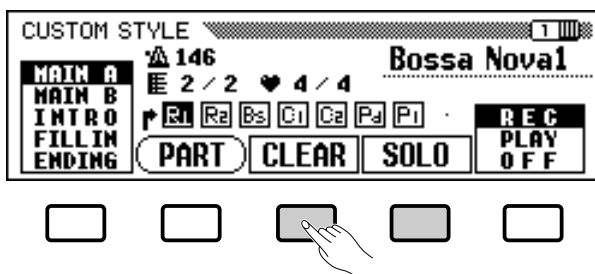 CUSTOM STYLE 1
MAIN A
MAIN B
INTRO
FILLIN
ENDING
146
2/2 4/4
Bossa Nova1
R1 R2 Bs C1 C2 Pd P1
PART CLEAR SOLO
REC
PLAY
OFF